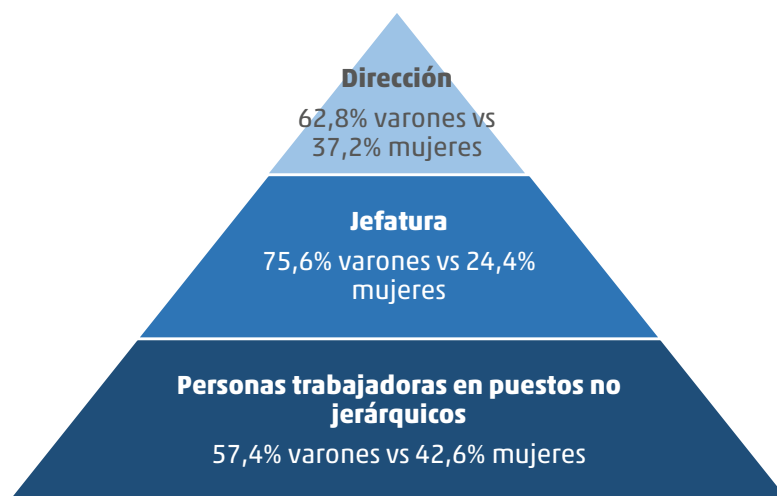 Dirección
62,8% varones vs
37,2% mujeres
Jefatura
75,6% varones vs 24,4%
mujeres
Personas trabajadoras en puestos no
jerárquicos
57,4% varones vs 42,6% mujeres